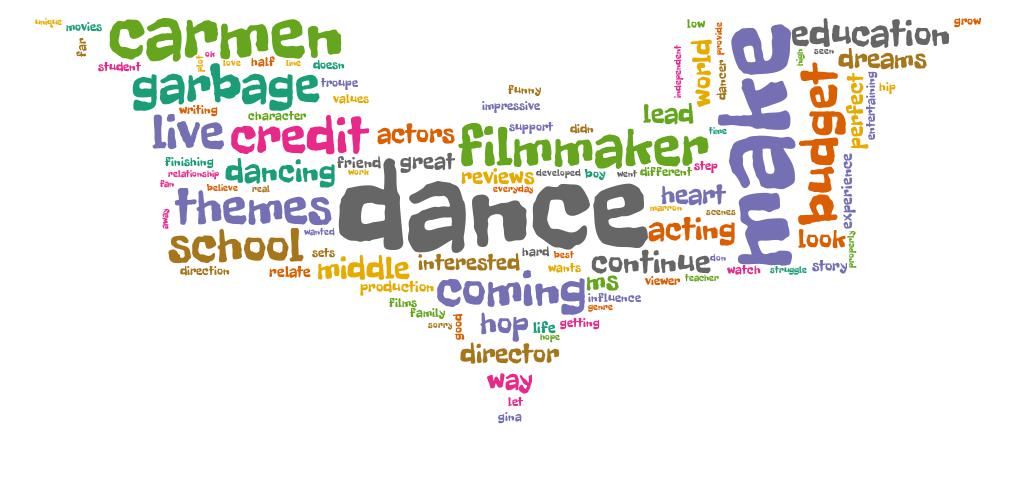 unique
movies
far
carmen
student
plot
ok
love
half
line
doesn
garbage
troupe
values
writing
character
live
credit
actors
finishing
relationship
fan
dancing
friend
work
great
believe
real
away
themes
wanted
school
direction
sets
relate
middle
interested
production
films
family
sorry
good
funny
impressive
support
didn
filmmaker
reviews
everyday
developed
boy
went
different
step
time
lead
low
independent
world
dancer
provide
dance
make
education
grow
high
seen
dreams
budget
perfect
entertaining
hip
experience
properly
look
heart
marron
scenes
acting
hard
best
wants
continue
don
watch
struggle
story
viewer
teacher
coming
ms
influence
genre
hop
life
hope
getting
director
way
let
gina